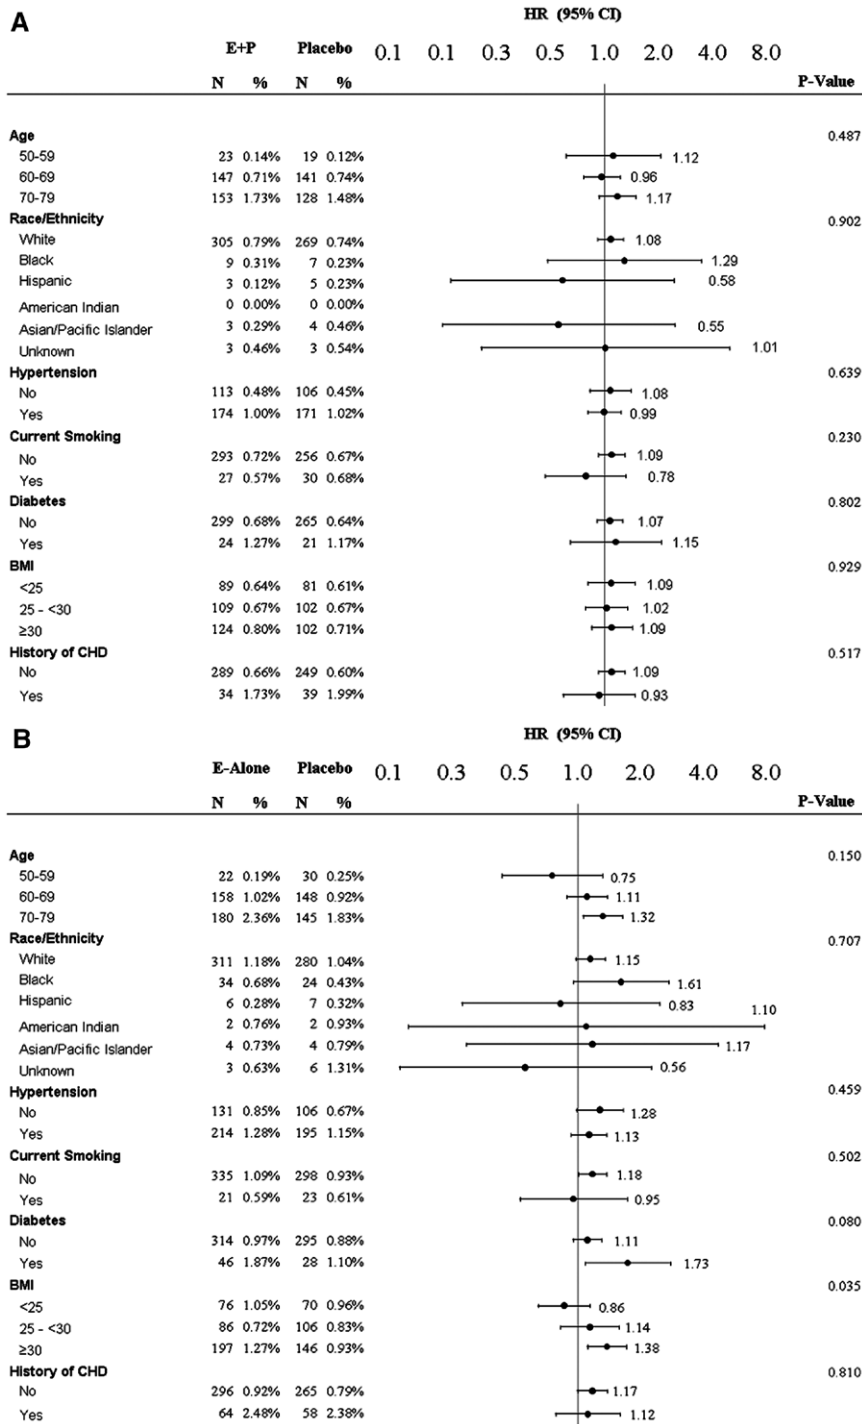 A
HR (95% CI)
E+P Placebo 0.1 0.1 0.3 0.5 1.0 2.0 4.0 8.0
N % N % P-Value
Age 0.487
50-59 23 0.14% 19 0.12% 1.12
60-69 147 0.71% 141 0.74% 0.96
70-79 153 1.73% 128 1.48% 1.17
Race/Ethnicity 0.902
White 305 0.79% 269 0.74% 1.08
Black 9 0.31% 7 0.23% 1.29
Hispanic 3 0.12% 5 0.23% 0.58
American Indian 0 0.00% 0 0.00%
Asian/Pacific Islander 3 0.29% 4 0.46% 0.55
Unknown 3 0.46% 3 0.54% 1.01
Hypertension 0.639
No 113 0.48% 106 0.45% 1.08
Yes 174 1.00% 171 1.02% 0.99
Current Smoking 0.230
No 293 0.72% 256 0.67% 1.09
Yes 27 0.57% 30 0.68% 0.78
Diabetes 0.802
No 299 0.68% 265 0.64% 1.07
Yes 24 1.27% 21 1.17% 1.15
BMI 0.929
<25 89 0.64% 81 0.61% 1.09
25 - <30 109 0.67% 102 0.67% 1.02
≥30 124 0.80% 102 0.71% 1.09
History of CHD 0.517
No 289 0.66% 249 0.60% 1.09
Yes 34 1.73% 39 1.99% 0.93
B
HR (95% CI)
E-Alone Placebo 0.1 0.3 0.5 1.0 2.0 4.0 8.0
N % N % P-Value
Age 0.150
50-59 22 0.19% 30 0.25% 0.75
60-69 158 1.02% 148 0.92% 1.11
70-79 180 2.36% 145 1.83% 1.32
Race/Ethnicity 0.707
White 311 1.18% 280 1.04% 1.15
Black 34 0.68% 24 0.43% 1.61
Hispanic 6 0.28% 7 0.32% 0.83
American Indian 2 0.76% 2 0.93% 1.10
Asian/Pacific Islander 4 0.73% 4 0.79% 1.17
Unknown 3 0.63% 6 1.31% 0.56
Hypertension 0.459
No 131 0.85% 106 0.67% 1.28
Yes 214 1.28% 195 1.15% 1.13
Current Smoking 0.502
No 335 1.09% 298 0.93% 1.18
Yes 21 0.59% 23 0.61% 0.95
Diabetes 0.080
No 314 0.97% 295 0.88% 1.11
Yes 46 1.87% 28 1.10% 1.73
BMI 0.035
<25 76 1.05% 70 0.96% 0.86
25 - <30 86 0.72% 106 0.83% 1.14
≥30 197 1.27% 146 0.93% 1.38
History of CHD 0.810
No 296 0.92% 265 0.79% 1.17
Yes 64 2.48% 58 2.38% 1.12